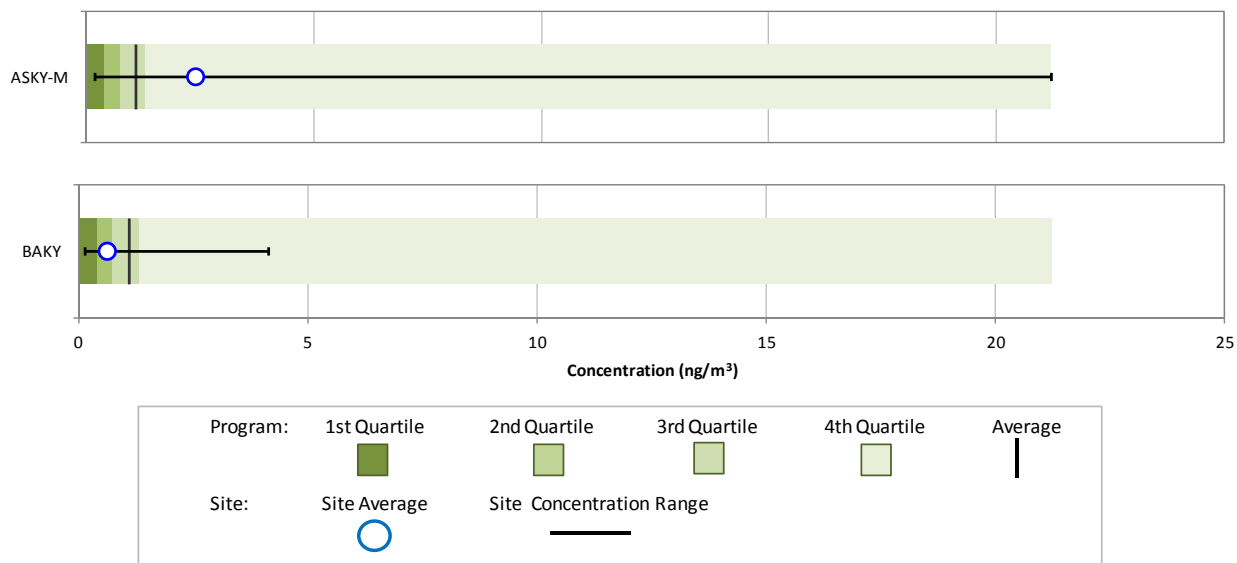 ASKY-M
BAKY
0 5 10 15 20 25
Concentration (ng/m³)
Program: 1st Quartile 2nd Quartile 3rd Quartile 4th Quartile Average
Site: Site Average Site Concentration Range